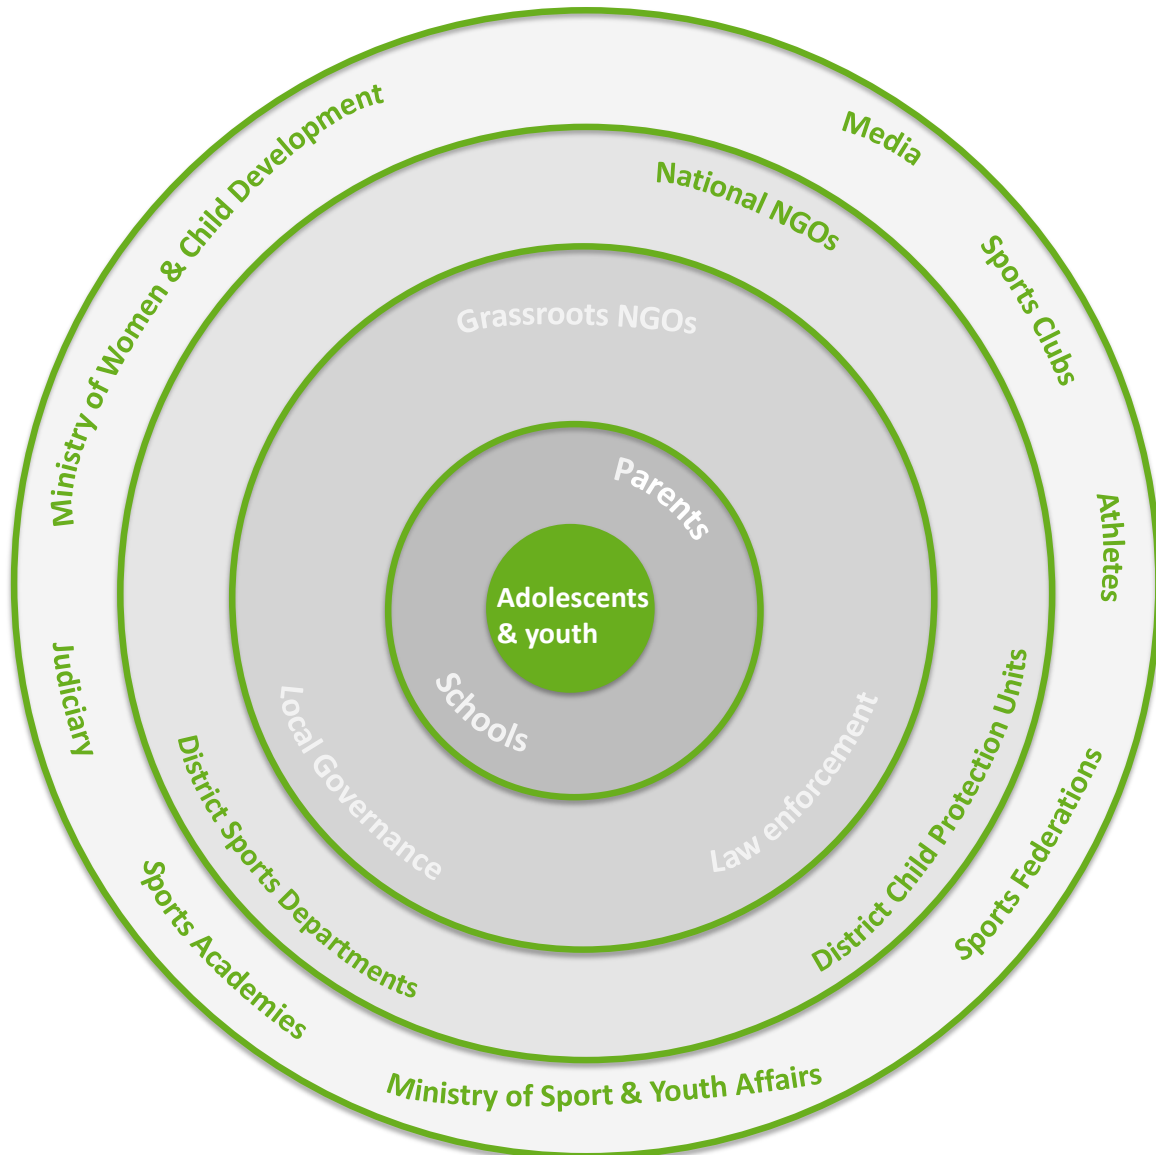 Ministry of Women & Child Development
Media
National NGOs
Sports Clubs
Grassroots NGOs
Parents
Athletes
Adolescents
& youth
Schools
Judiciary
Local Governance
Law enforcement
District Child Protection Units
District Sports Departments
Sports Federations
Sports Academies
Ministry of Sport & Youth Affairs